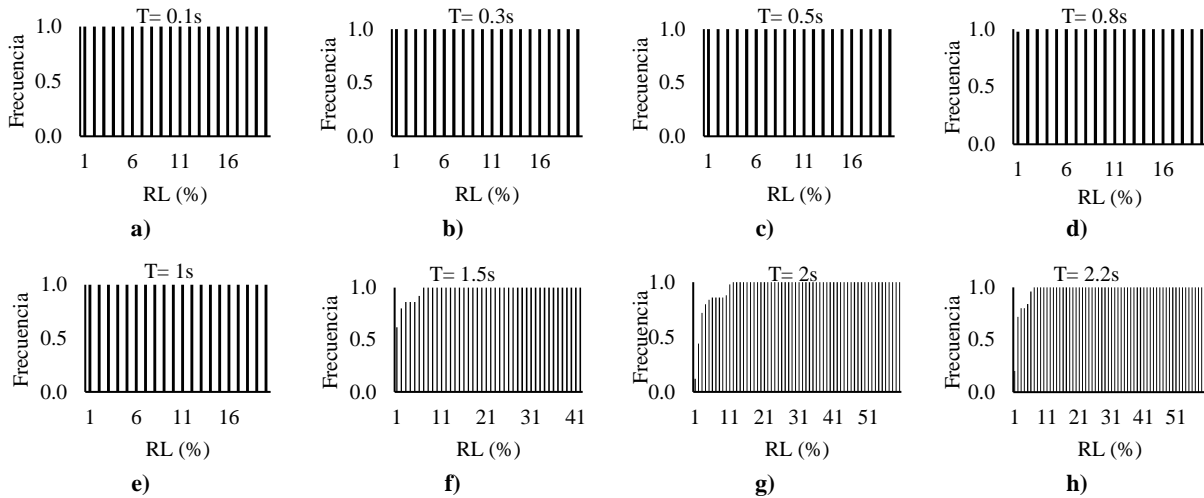 T= 0.1s
Frecuencia
1.0
0.5
0.0
1 6 11 16
RL (%)
a)
T= 0.3s
Frecuencia
1.0
0.5
0.0
1 6 11 16
RL (%)
b)
T= 0.5s
Frecuencia
1.0
0.5
0.0
1 6 11 16
RL (%)
c)
T= 0.8s
Frecuencia
1.0
0.5
0.0
1 6 11 16
RL (%)
d)
T= 1s
Frecuencia
1.0
0.5
0.0
1 6 11 16
RL (%)
e)
T= 1.5s
Frecuencia
1.0
0.5
0.0
1 11 21 31 41
RL (%)
f)
T= 2s
Frecuencia
1.0
0.5
0.0
1 11 21 31 41 51
RL (%)
g)
T= 2.2s
Frecuencia
1.0
0.5
0.0
1 11 21 31 41 51
RL (%)
h)